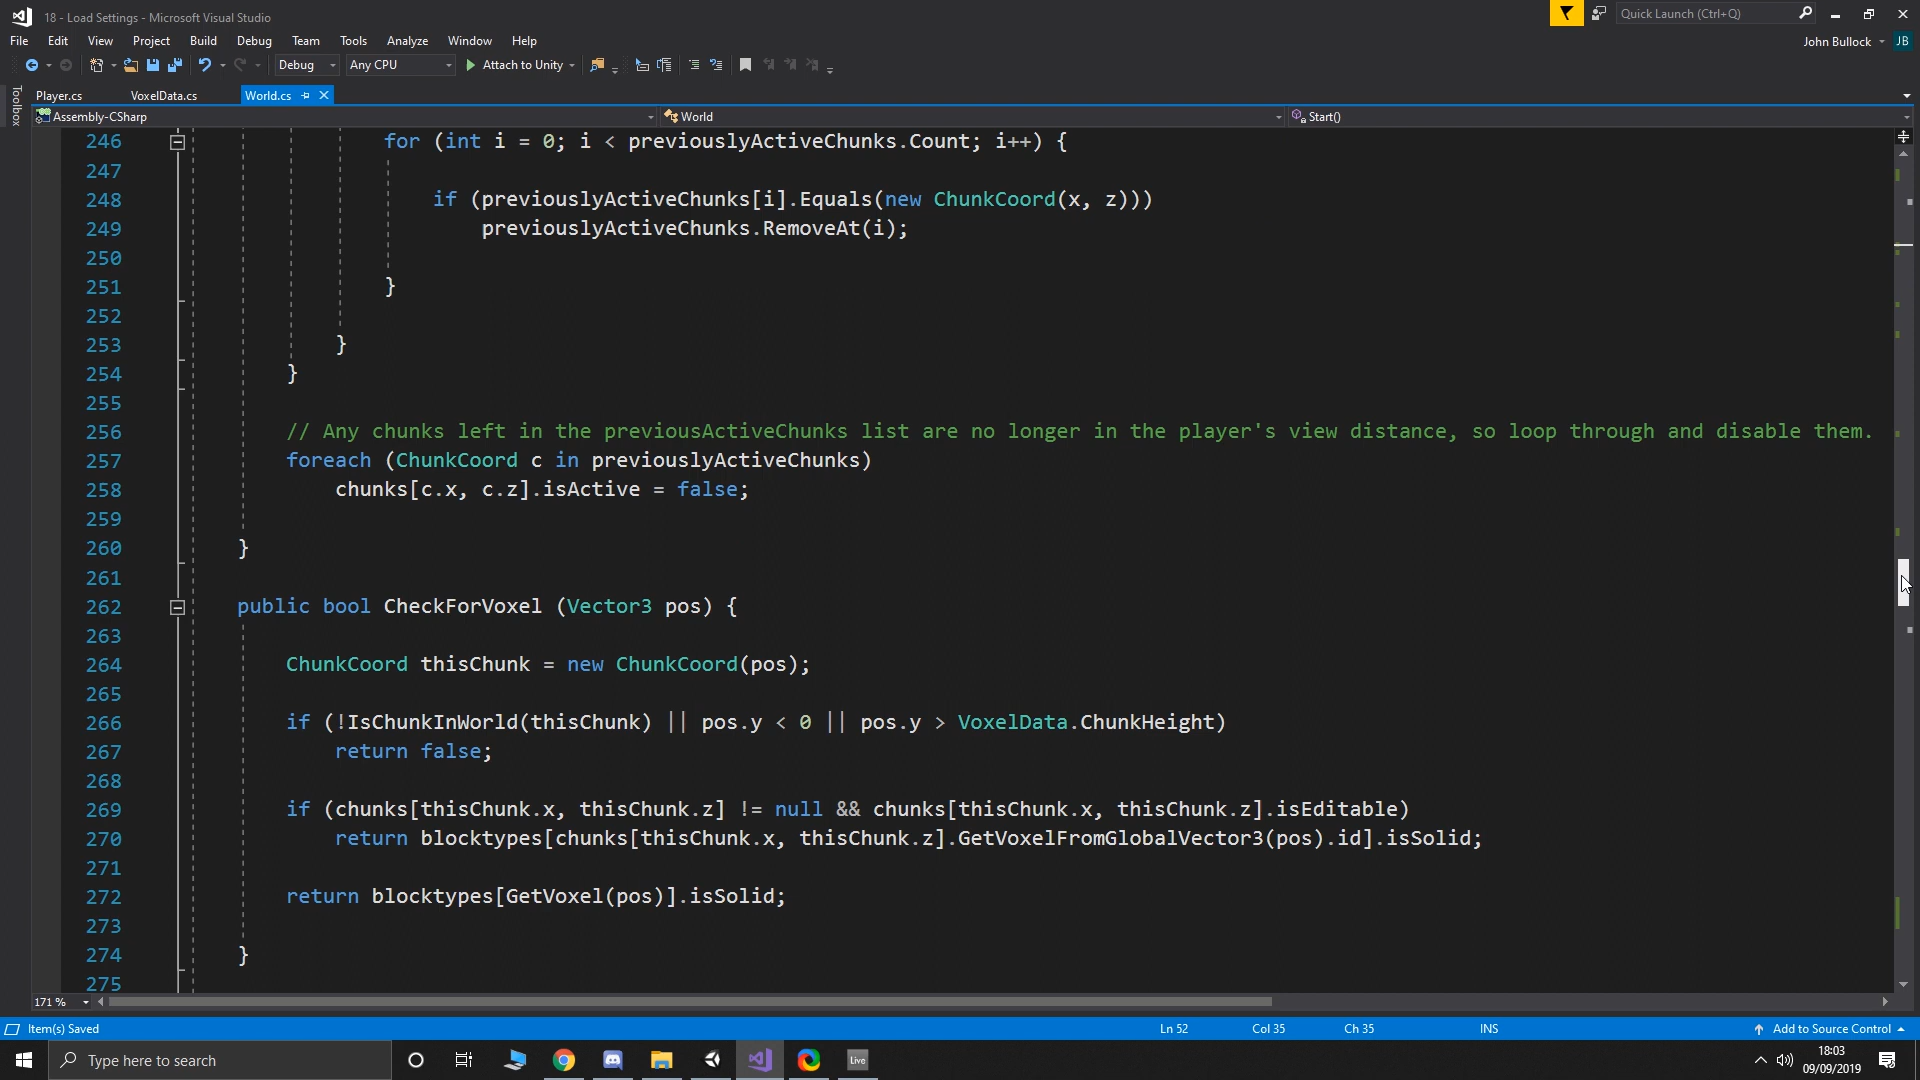 18 - Load Settings - Microsoft Visual Studio
Quick Launch (Ctrl+Q)
File Edit View Project Build Debug Team Tools Analyze Window Help
John Bullock JB
Debug Any CPU Attach to Unity
Toolbox
Player.cs VoxelData.cs World.cs
Assembly-CSharp World Start()
246 for (int i = 0; i < previouslyActiveChunks.Count; i++) {
247
248 if (previouslyActiveChunks[i].Equals(new ChunkCoord(x, z)))
249 previouslyActiveChunks.RemoveAt(i);
250
251 }
252
253 }
254 }
255
256 // Any chunks left in the previousActiveChunks list are no longer in the player's view distance, so loop through and disable them.
257 foreach (ChunkCoord c in previouslyActiveChunks)
258 chunks[c.x, c.z].isActive = false;
259
260 }
261
262 public bool CheckForVoxel (Vector3 pos) {
263
264 ChunkCoord thisChunk = new ChunkCoord(pos);
265
266 if (!IsChunkInWorld(thisChunk) || pos.y < 0 || pos.y > VoxelData.ChunkHeight)
267 return false;
268
269 if (chunks[thisChunk.x, thisChunk.z] != null && chunks[thisChunk.x, thisChunk.z].isEditable)
270 return blocktypes[chunks[thisChunk.x, thisChunk.z].GetVoxelFromGlobalVector3(pos).id].isSolid;
271
272 return blocktypes[GetVoxel(pos)].isSolid;
273
274 }
275
171 %
Item(s) Saved Ln 52 Col 35 Ch 35 INS Add to Source Control
Type here to search
Live
18:03
09/09/2019